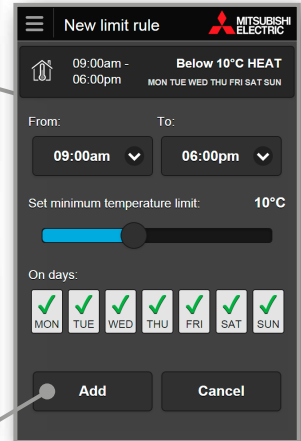 New limit rule
MITSUBISHI
ELECTRIC
09:00am -
06:00pm
Below 10°C HEAT
MON TUE WED THU FRI SAT SUN
From:
To:
09:00am
06:00pm
Set minimum temperature limit:
10°C
On days:
MON TUE WED THU FRI SAT SUN
Add
Cancel